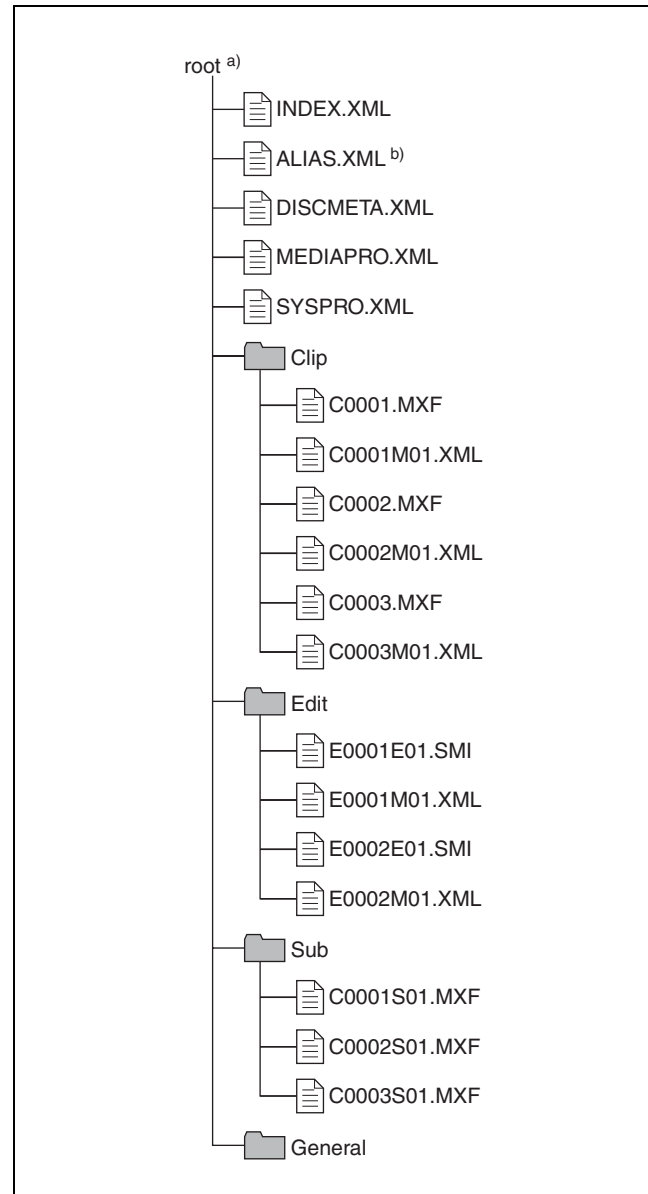 root a)
INDEX.XML
ALIAS.XML b)
DISCMETA.XML
MEDIAPRO.XML
SYSPRO.XML
Clip
C0001.MXF
C0001M01.XML
C0002.MXF
C0002M01.XML
C0003.MXF
C0003M01.XML
Edit
E0001E01.SMI
E0001M01.XML
E0002E01.SMI
E0002M01.XML
Sub
C0001S01.MXF
C0002S01.MXF
C0003S01.MXF
General